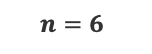 n = 6